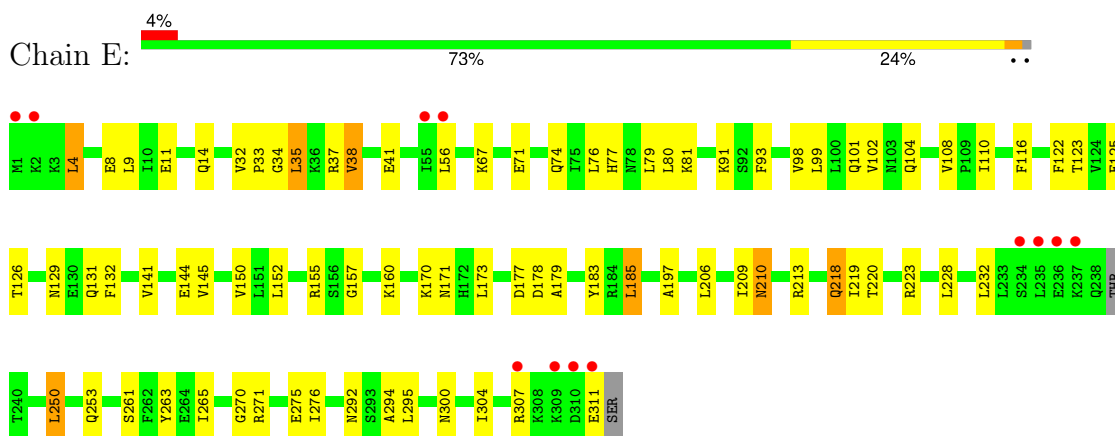 4%
Chain E:
73% 24% • •
M1 K2 K3 L4 E8 L9 I10 E11 Q14 V32 P33 G34 L35 K36 R37 V38 E41 I55 L56 K67 E71 Q74 I75 L76 H77 N78 L79 L80 K81 K91 S92 F93 V98 L99 L100 Q101 V102 N103 Q104 V108 P109 I110 F116 F122 T123 V124 E125
T126 N129 E130 Q131 F132 V141 E144 V145 V150 L151 L152 R155 S156 G157 K160 K170 N171 H172 L173 D177 D178 A179 Y183 R184 L185 A197 L206 I209 N210 R213 Q218 I219 T220 R223 L228 L232 L233 S234 L235 E236 K237 Q238 THR
T240 L250 Q253 S261 F262 Y263 E264 I265 G270 R271 E275 I276 N292 S293 A294 L295 N300 I304 R307 K308 K309 D310 E311 SER